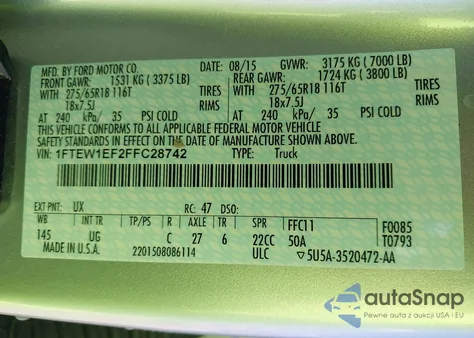 MFD. BY FORD MOTOR CO. 08/15 GVWR: 3175 KG ( 7000 LB)
FRONT GAWR: 1531 KG ( 3375 LB) REAR GAWR: 1724 KG ( 3800 LB)
WITH 275/65R18 116T TIRES WITH 275/65R18 116T TIRES
18x7.5J RIMS 18x7.5J RIMS
AT 240 kPa/ 35 PSI COLD AT 240 kPa/ 35 PSI COLD
THIS VEHICLE CONFORMS TO ALL APPLICABLE FEDERAL MOTOR VEHICLE
SAFETY STANDARDS IN EFFECT ON THE DATE OF MANUFACTURE SHOWN ABOVE.
VIN: 1FTEW1EF2FFC28742 TYPE: Truck
EXT PNT: UX RC: 47 DSO:
WB INT TR TP/PS R AXLE TR SPR FFC11 F0085
145 UG C 27 6 22CC 50A T0793
MADE IN U.S.A. 2201508086114 ULC ▿5U5A-3520472-AA
autoSnap
Pewne auta z aukcji USA i EU